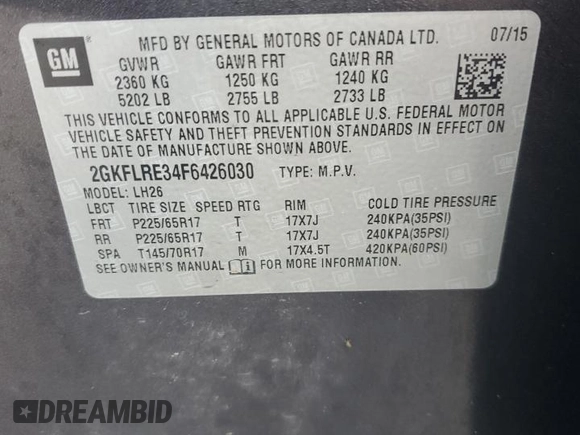 GM
MFD BY GENERAL MOTORS OF CANADA LTD. 07/15
GVWR GAWR FRT GAWR RR
2360 KG 1250 KG 1240 KG
5202 LB 2755 LB 2733 LB
THIS VEHICLE CONFORMS TO ALL APPLICABLE U.S. FEDERAL MOTOR
VEHICLE SAFETY AND THEFT PREVENTION STANDARDS IN EFFECT ON
THE DATE OF MANUFACTURE SHOWN ABOVE.
2GKFLRE34F6426030 TYPE: M.P.V.
MODEL: LH26
LBCT TIRE SIZE SPEED RTG RIM COLD TIRE PRESSURE
FRT P225/65R17 T 17X7J 240KPA(35PSI)
RR P225/65R17 T 17X7J 240KPA(35PSI)
SPA T145/70R17 M 17X4.5T 420KPA(60PSI)
SEE OWNER'S MANUAL FOR MORE INFORMATION.
DREAMBID